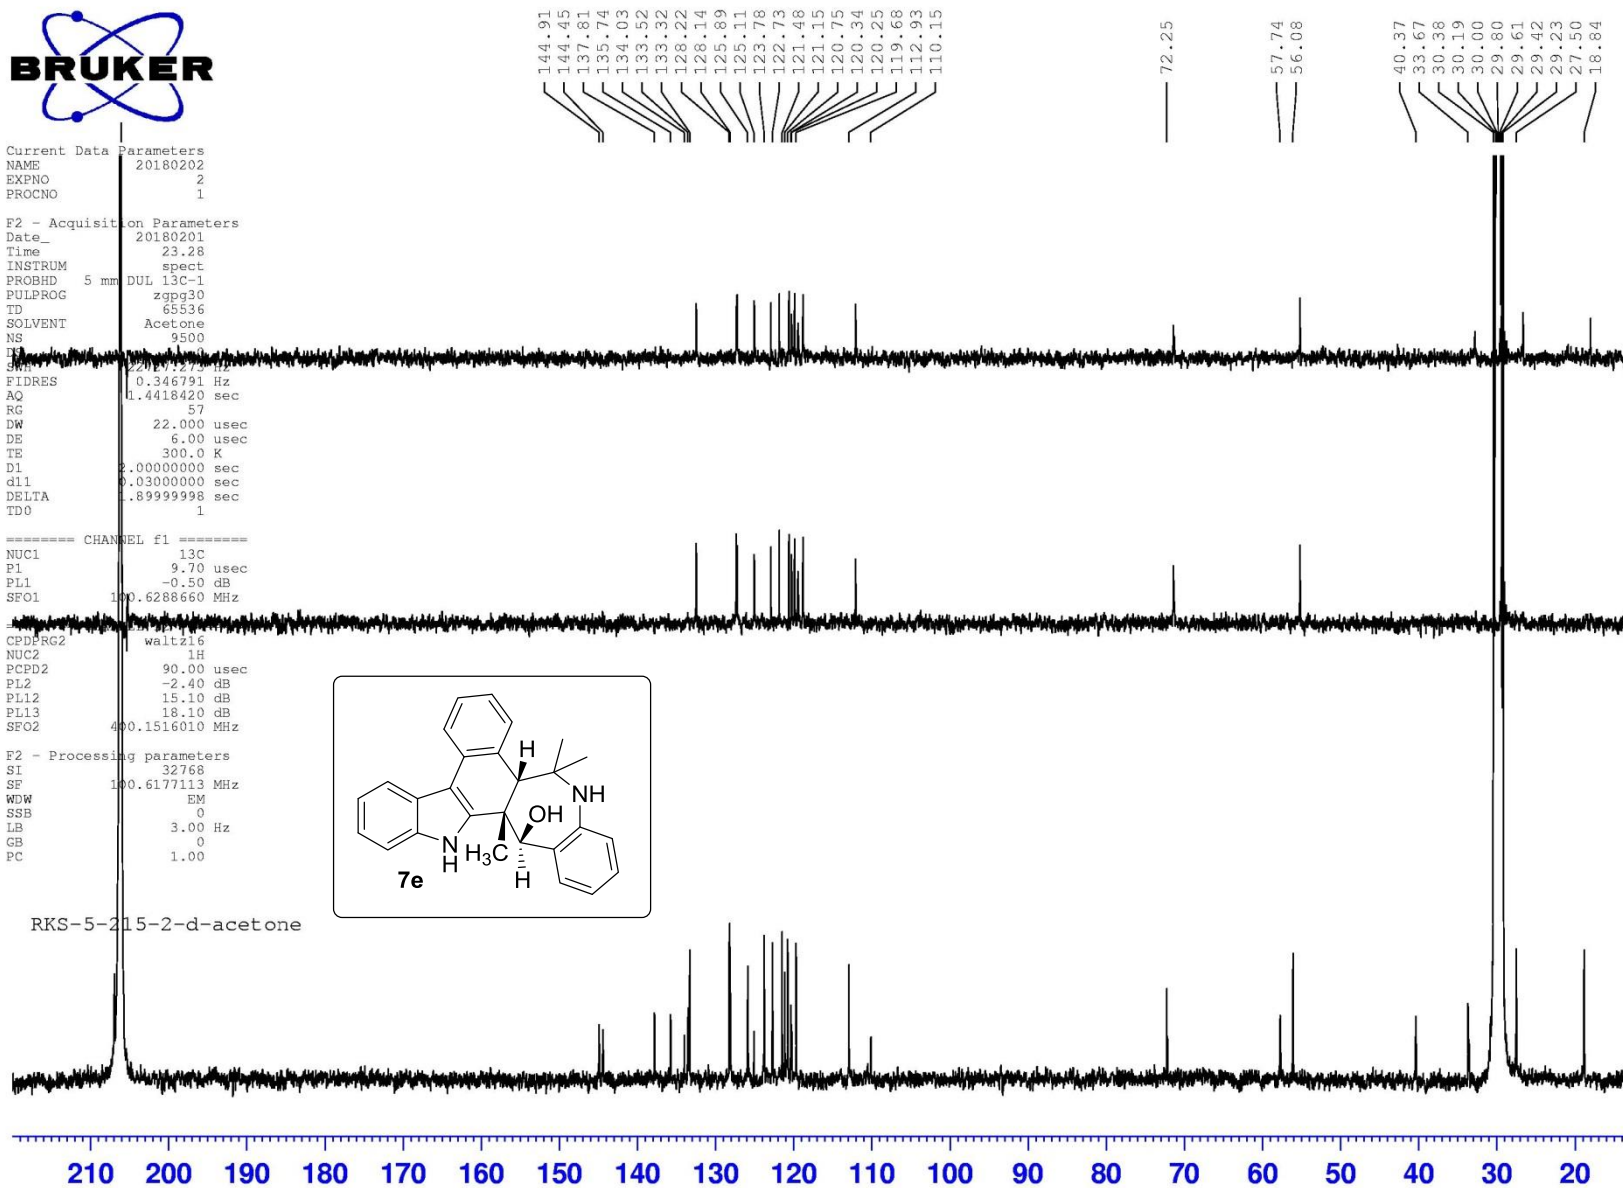 BRUKER
144.91
144.45
137.81
135.74
134.03
133.52
133.32
128.22
128.14
125.89
125.11
123.78
122.73
121.48
121.15
120.75
120.34
120.25
119.68
112.93
110.15
72.25
57.74
56.08
40.37
33.67
30.38
30.19
30.00
29.80
29.61
29.42
29.23
27.50
18.84
Current Data Parameters
NAME 20180202
EXPNO 2
PROCNO 1
F2 - Acquisition Parameters
Date_ 20180201
Time 23.28
INSTRUM spect
PROBHD 5 mm DUL 13C-1
PULPROG zgpg30
TD 65536
SOLVENT Acetone
NS 9500
FIDRES 0.346791 Hz
AQ 1.4418420 sec
RG 57
DW 22.000 usec
DE 6.00 usec
TE 300.0 K
D1 2.00000000 sec
d11 0.03000000 sec
DELTA 1.89999998 sec
TD0 1
======== CHANNEL f1 ========
NUC1 13C
P1 9.70 usec
PL1 -0.50 dB
SFO1 100.6288660 MHz
CPDPRG2 waltz16
NUC2 1H
PCPD2 90.00 usec
PL2 -2.40 dB
PL12 15.10 dB
PL13 18.10 dB
SFO2 400.1516010 MHz
F2 - Processing parameters
SI 32768
SF 100.6177113 MHz
WDW EM
SSB 0
LB 3.00 Hz
GB 0
PC 1.00
H
NH
OH
N
H
H3C
H
7e
RKS-5-215-2-d-acetone
210 200 190 180 170 160 150 140 130 120 110 100 90 80 70 60 50 40 30 20